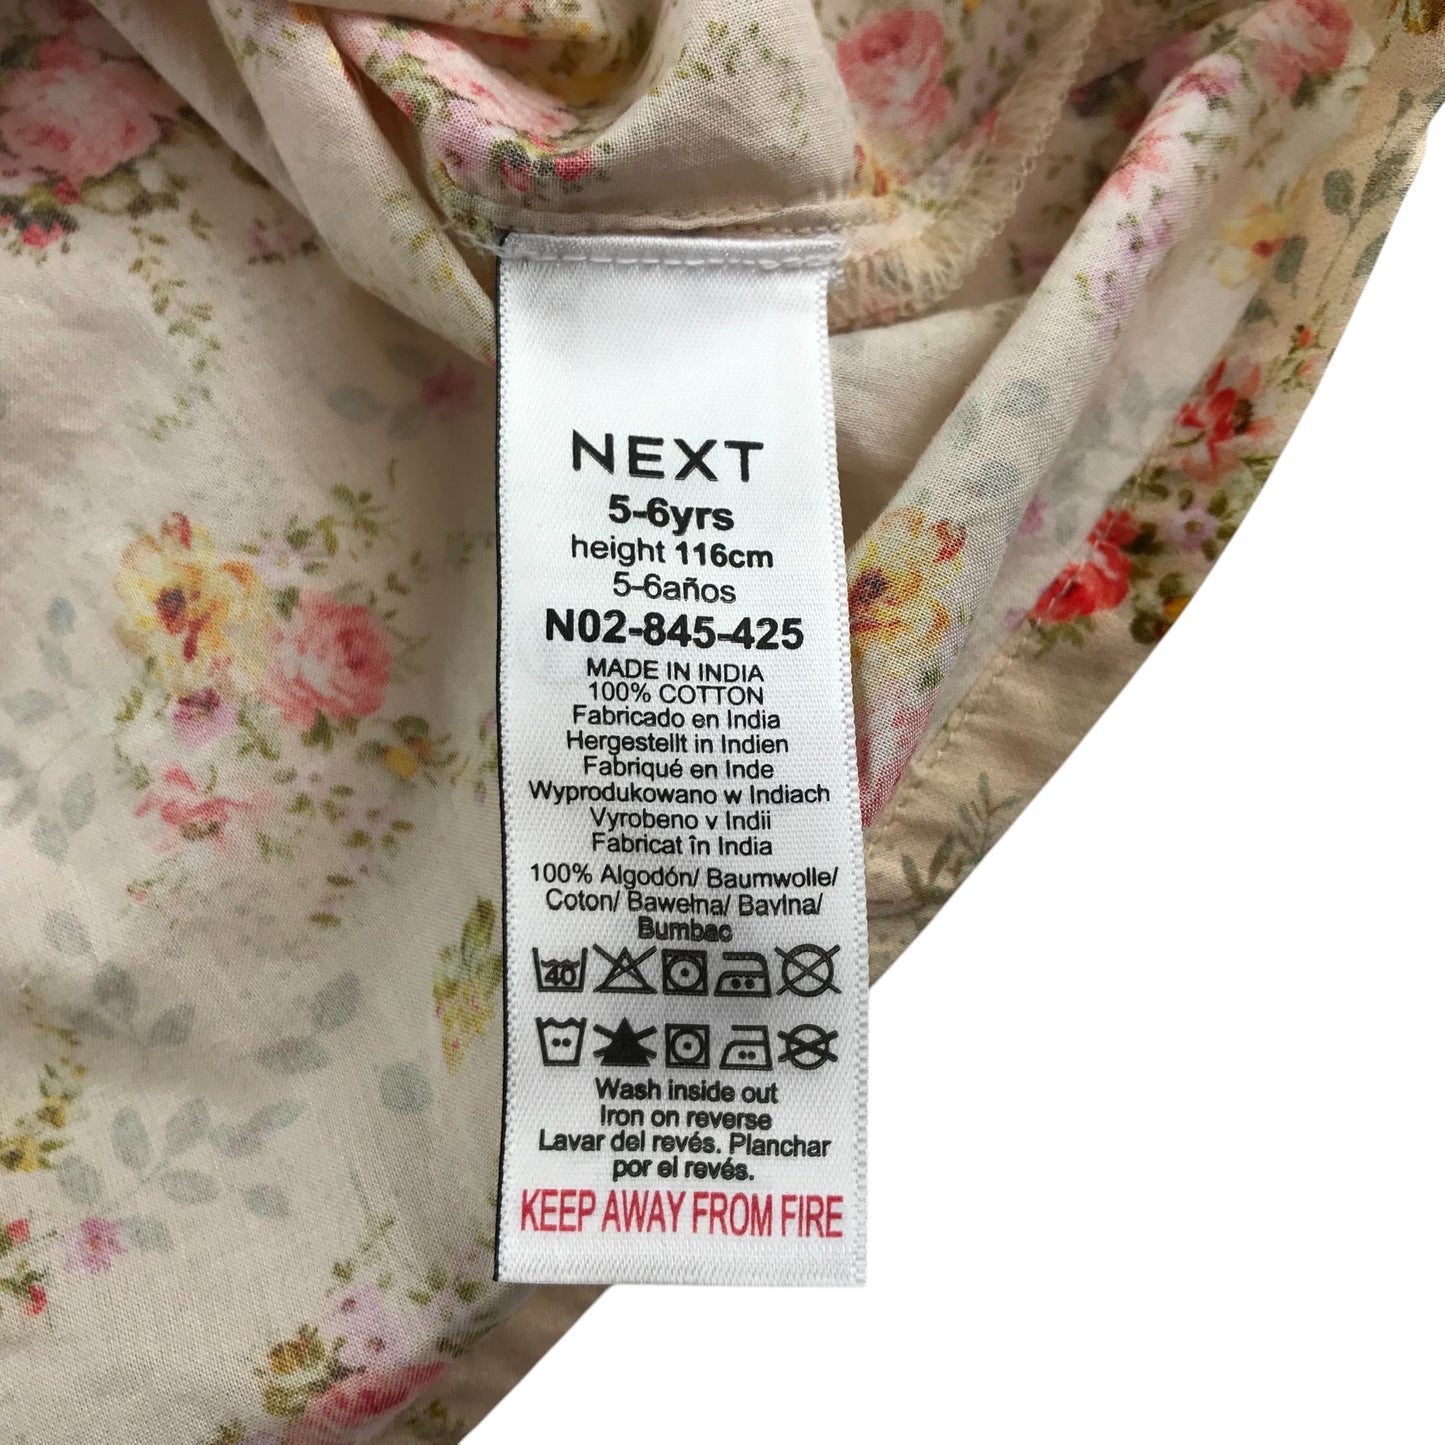 NEXT
5-6yrs
height 116cm
5-6años
N02-845-425
MADE IN INDIA
100% COTTON
Fabricado en India
Hergestellt in Indien
Fabriqué en Inde
Wyprodukowano w Indiach
Vyrobeno v Indii
Fabricat în India
100% Algodón/ Baumwolle/
Coton/ Bawełna/ Bavlna/
Bumbac
40
Wash inside out
Iron on reverse
Lavar del revés. Planchar
por el revés.
KEEP AWAY FROM FIRE